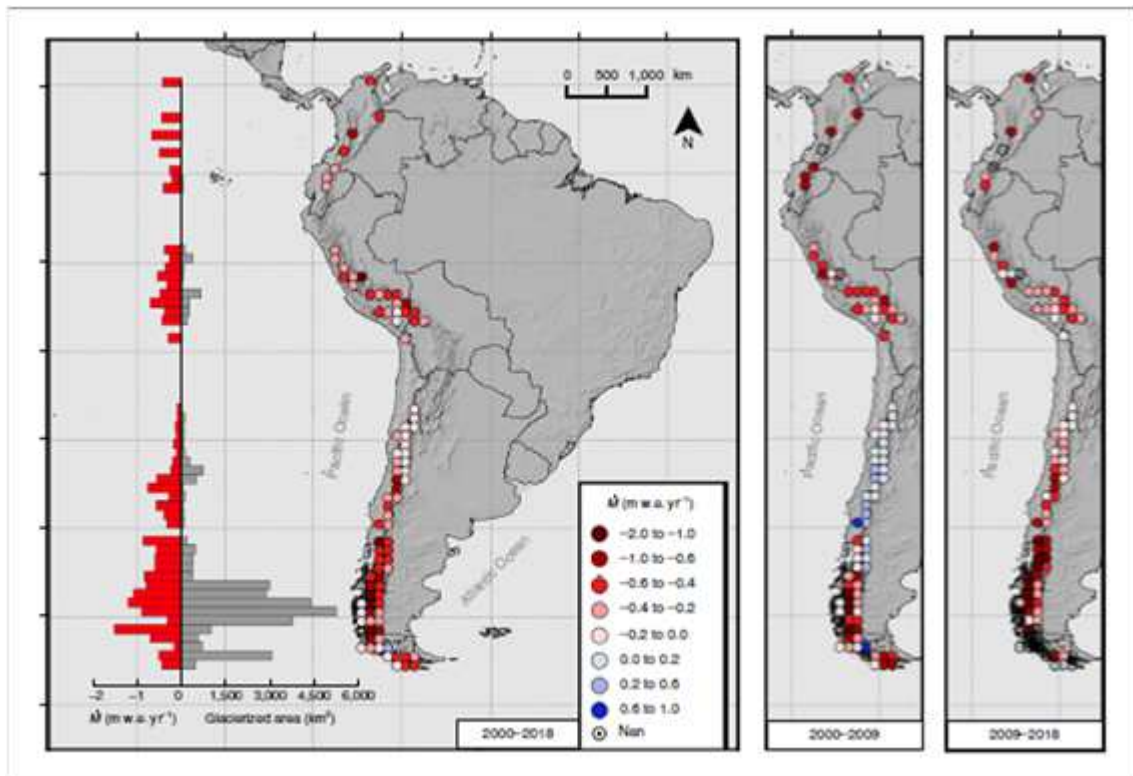 0 500 1,000 km
N
Pacific Ocean
Atlantic Ocean
Ṁ (m w.e. yr⁻¹)
−2.0 to −1.0
−1.0 to −0.6
−0.6 to −0.4
−0.4 to −0.2
−0.2 to 0.0
0.0 to 0.2
0.2 to 0.6
0.6 to 1.0
Nan
−2 −1 0 1,500 3,000 4,500 6,000
Ṁ (m w.e. yr⁻¹) Glacierized area (km²)
2000–2018
Pacific Ocean
2000–2009
Pacific Ocean
2009–2018